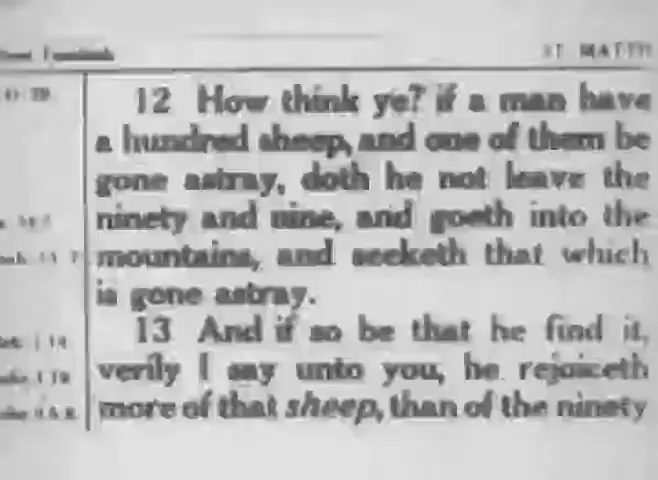 ST. MATTH
12 How think ye? if a man have
a hundred sheep, and one of them be
gone astray, doth he not leave the
ninety and nine, and goeth into the
mountains, and seeketh that which
is gone astray.
13 And if so be that he find it,
verily I say unto you, he rejoiceth
more of that sheep, than of the ninety